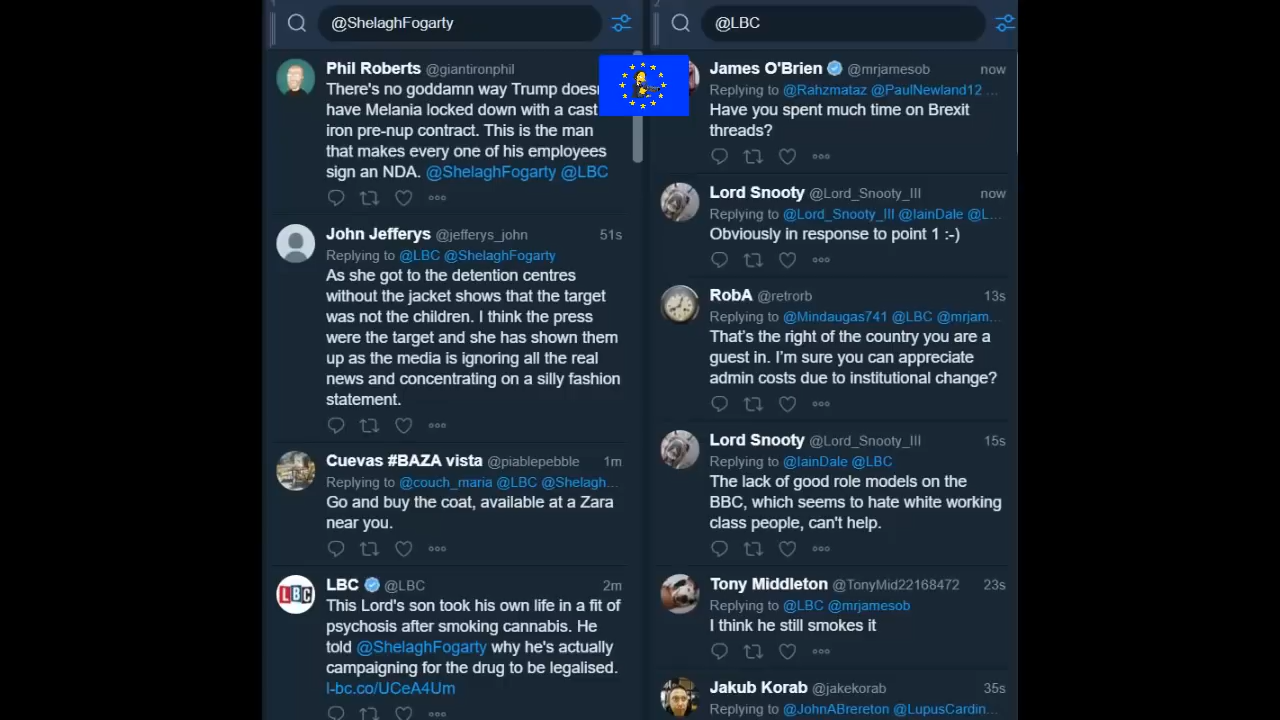 @ShelaghFogarty
Phil Roberts @giantironphil
There's no goddamn way Trump does
have Melania locked down with a cast
iron pre-nup contract. This is the man
that makes every one of his employees
sign an NDA. @ShelaghFogarty @LBC
John Jefferys @jefferys_john 51s
Replying to @LBC @ShelaghFogarty
As she got to the detention centres
without the jacket shows that the target
was not the children. I think the press
were the target and she has shown them
up as the media is ignoring all the real
news and concentrating on a silly fashion
statement.
Cuevas #BAZA vista @piablepebble 1m
Replying to @couch_maria @LBC @Shelagh...
Go and buy the coat, available at a Zara
near you.
LBC
LBC @LBC 2m
This Lord's son took his own life in a fit of
psychosis after smoking cannabis. He
told @ShelaghFogarty why he's actually
campaigning for the drug to be legalised.
l-bc.co/UCeA4Um
@LBC
James O'Brien @mrjamesob now
Replying to @Rahzmataz @PaulNewland12 ...
Have you spent much time on Brexit
threads?
Lord Snooty @Lord_Snooty_III now
Replying to @Lord_Snooty_III @IainDale @L...
Obviously in response to point 1 :-)
RobA @retrorb 13s
Replying to @Mindaugas741 @LBC @mrjam...
That's the right of the country you are a
guest in. I'm sure you can appreciate
admin costs due to institutional change?
Lord Snooty @Lord_Snooty_III 15s
Replying to @IainDale @LBC
The lack of good role models on the
BBC, which seems to hate white working
class people, can't help.
Tony Middleton @TonyMid22168472 23s
Replying to @LBC @mrjamesob
I think he still smokes it
Jakub Korab @jakekorab 35s
Replying to @JohnABrereton @LupusCardin...